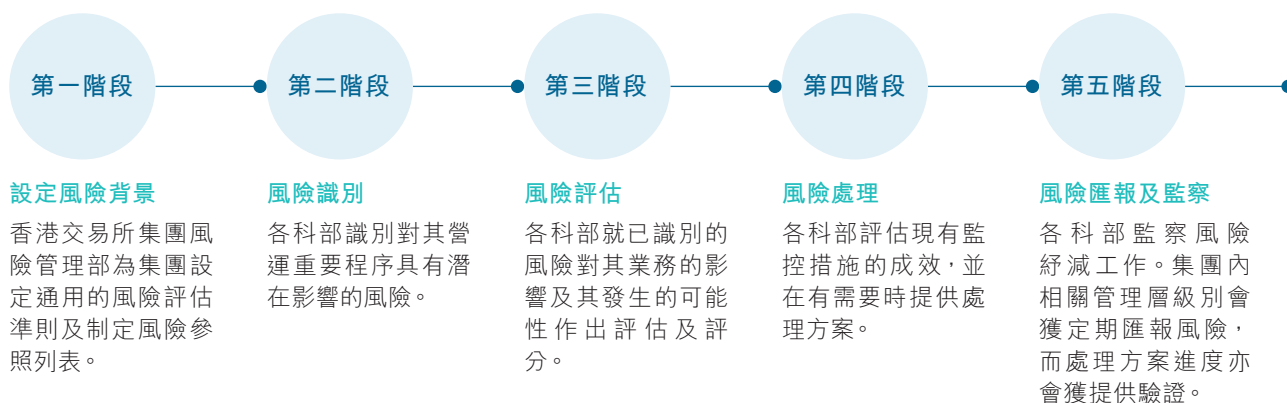 第一階段
第二階段
第三階段
第四階段
第五階段
設定風險背景
香港交易所集團風
險管理部為集團設
定通用的風險評估
準則及制定風險參
照列表。
風險識別
各科部識別對其營
運重要程序具有潛
在影響的風險。
風險評估
各科部就已識別的
風險對其業務的影
響及其發生的可能
性作出評估及評
分。
風險處理
各科部評估現有監
控措施的成效，並
在有需要時提供處
理方案。
風險匯報及監察
各科部監察風險
紓減工作。集團內
相關管理層級別會
獲定期匯報風險，
而處理方案進度亦
會獲提供驗證。